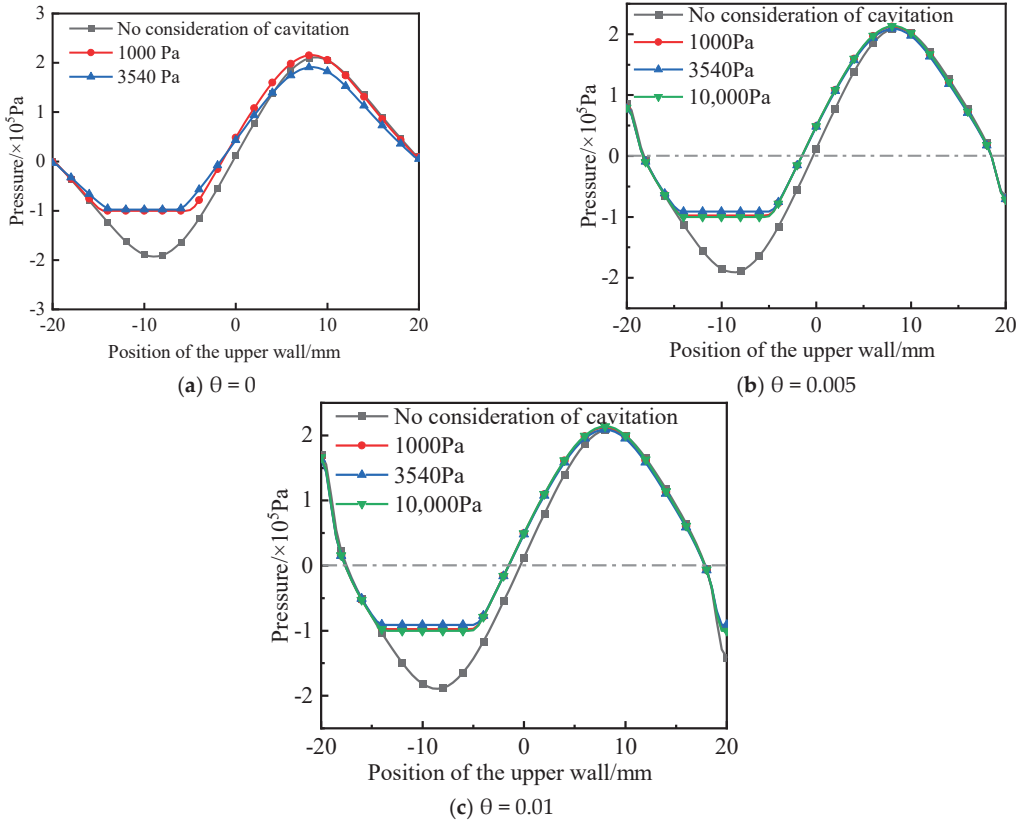 No consideration of cavitation
1000 Pa
3540 Pa
Pressure/×10⁵Pa
3
2
1
0
-1
-2
-3
-20
-10
0
10
20
Position of the upper wall/mm
(a) θ = 0
No consideration of cavitation
1000Pa
3540Pa
10,000Pa
Pressure/×10⁵Pa
2
1
0
-1
-2
-20
-10
0
10
20
Position of the upper wall/mm
(b) θ = 0.005
No consideration of cavitation
1000Pa
3540Pa
10,000Pa
Pressure/×10⁵Pa
2
1
0
-1
-2
-20
-10
0
10
20
Position of the upper wall/mm
(c) θ = 0.01